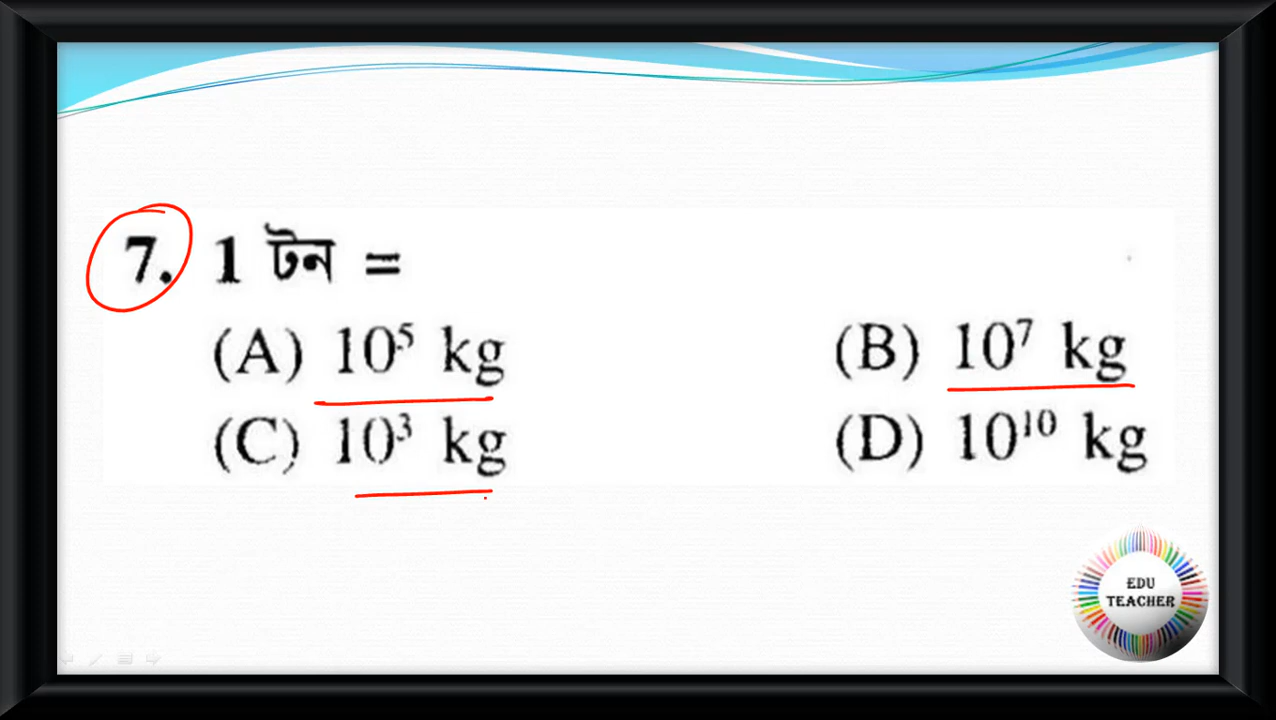 7. 1 টন =
(A) 10⁵ kg (B) 10⁷ kg
(C) 10³ kg (D) 10¹⁰ kg
EDU
TEACHER